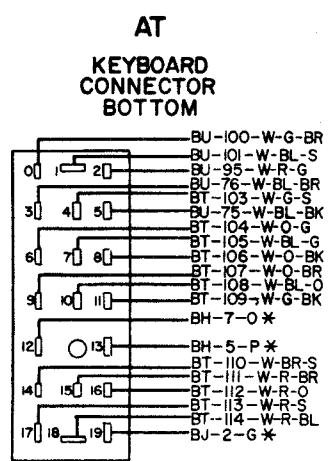 AT
KEYBOARD
CONNECTOR
BOTTOM
BU-100-W-G-BR
BU-101-W-BL-S
0 1 2 BU-95-W-R-G
BU-76-W-BL-BR
BT-103-W-G-S
3 4 5 BU-75-W-BL-BK
BT-104-W-O-G
BT-105-W-BL-G
6 7 8 BT-106-W-O-BK
BT-107-W-O-BR
BT-108-W-BL-O
9 10 11 BT-109-W-G-BK
BH-7-O *
12 13 BH-5-P *
BT-110-W-BR-S
BT-111-W-R-BR
14 15 16 BT-112-W-R-O
BT-113-W-R-S
BT-114-W-R-BL
17 18 19 BJ-2-G *